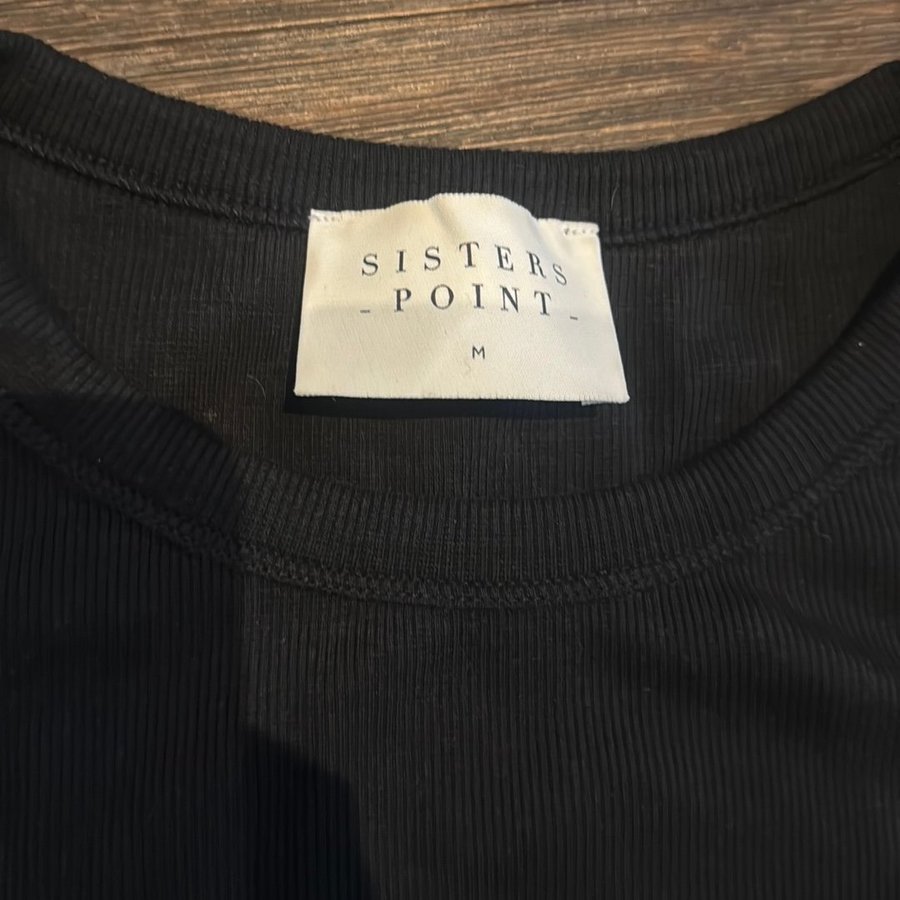 SISTERS
- POINT -
M